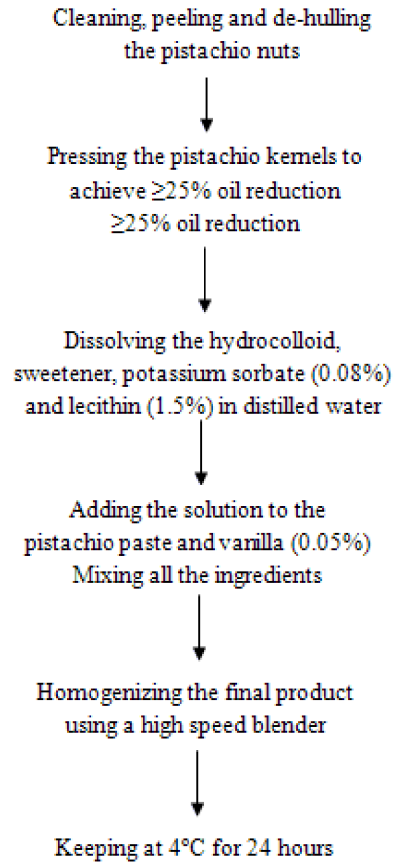 Cleaning, peeling and de-hulling
the pistachio nuts
Pressing the pistachio kernels to
achieve ≥25% oil reduction
≥25% oil reduction
Dissolving the hydrocolloid,
sweetener, potassium sorbate (0.08%)
and lecithin (1.5%) in distilled water
Adding the solution to the
pistachio paste and vanilla (0.05%)
Mixing all the ingredients
Homogenizing the final product
using a high speed blender
Keeping at 4°C for 24 hours